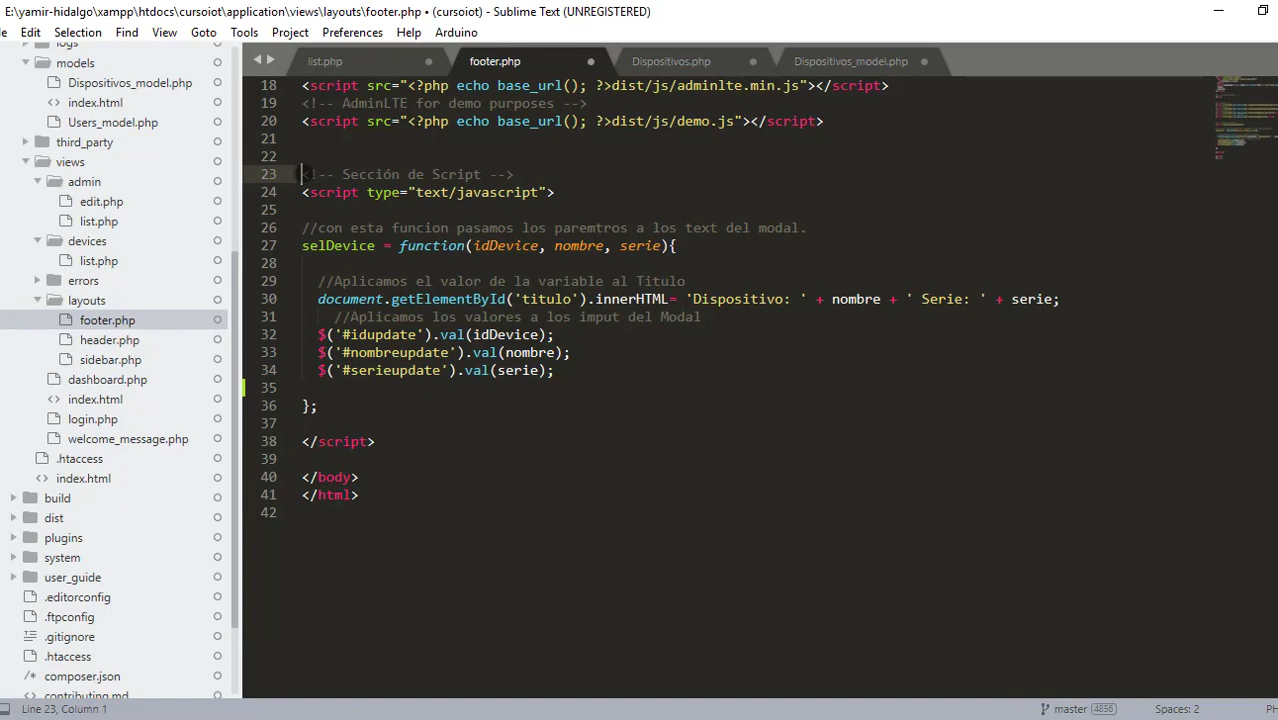 E:\yamir-hidalgo\xampp\htdocs\cursoiot\application\views\layouts\footer.php • (cursoiot) - Sublime Text (UNREGISTERED)
Edit Selection Find View Goto Tools Project Preferences Help Arduino
logs
models
Dispositivos_model.php
index.html
Users_model.php
third_party
views
admin
edit.php
list.php
devices
list.php
errors
layouts
footer.php
header.php
sidebar.php
dashboard.php
index.html
login.php
welcome_message.php
.htaccess
index.html
build
dist
plugins
system
user_guide
.editorconfig
.ftpconfig
.gitignore
.htaccess
composer.json
contributing.md
list.php footer.php Dispositivos.php Dispositivos_model.php
18 <script src="<?php echo base_url(); ?>dist/js/adminlte.min.js"></script>
19 <!-- AdminLTE for demo purposes -->
20 <script src="<?php echo base_url(); ?>dist/js/demo.js"></script>
21
22
23 <!-- Sección de Script -->
24 <script type="text/javascript">
25
26 //con esta funcion pasamos los paremtros a los text del modal.
27 selDevice = function(idDevice, nombre, serie){
28
29 //Aplicamos el valor de la variable al Titulo
30 document.getElementById('titulo').innerHTML= 'Dispositivo: ' + nombre + ' Serie: ' + serie;
31 //Aplicamos los valores a los imput del Modal
32 $('#idupdate').val(idDevice);
33 $('#nombreupdate').val(nombre);
34 $('#serieupdate').val(serie);
35
36 };
37
38 </script>
39
40 </body>
41 </html>
42
Line 23, Column 1 master 4856 Spaces: 2 PH